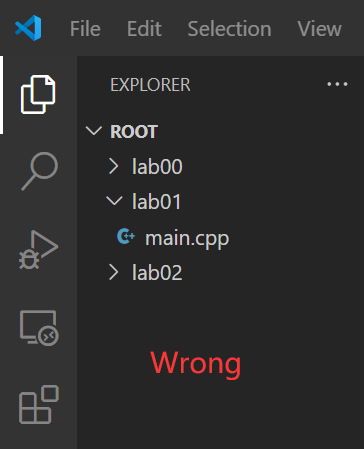 File Edit Selection View
EXPLORER ···
ROOT
lab00
lab01
main.cpp
lab02
Wrong